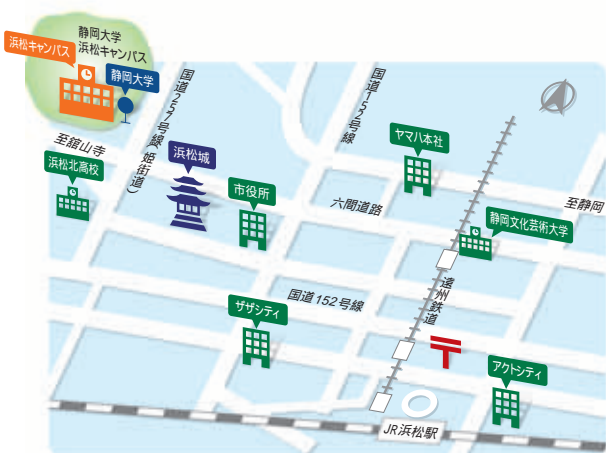 静岡大学
浜松キャンパス
浜松キャンパス
静岡大学
国道257号線(姫街道)
国道152号線
ヤマハ本社
至舘山寺
浜松北高校
浜松城
市役所
六間道路
至静岡
静岡文化芸術大学
遠州鉄道
国道152号線
ザザシティ
アクトシティ
JR浜松駅